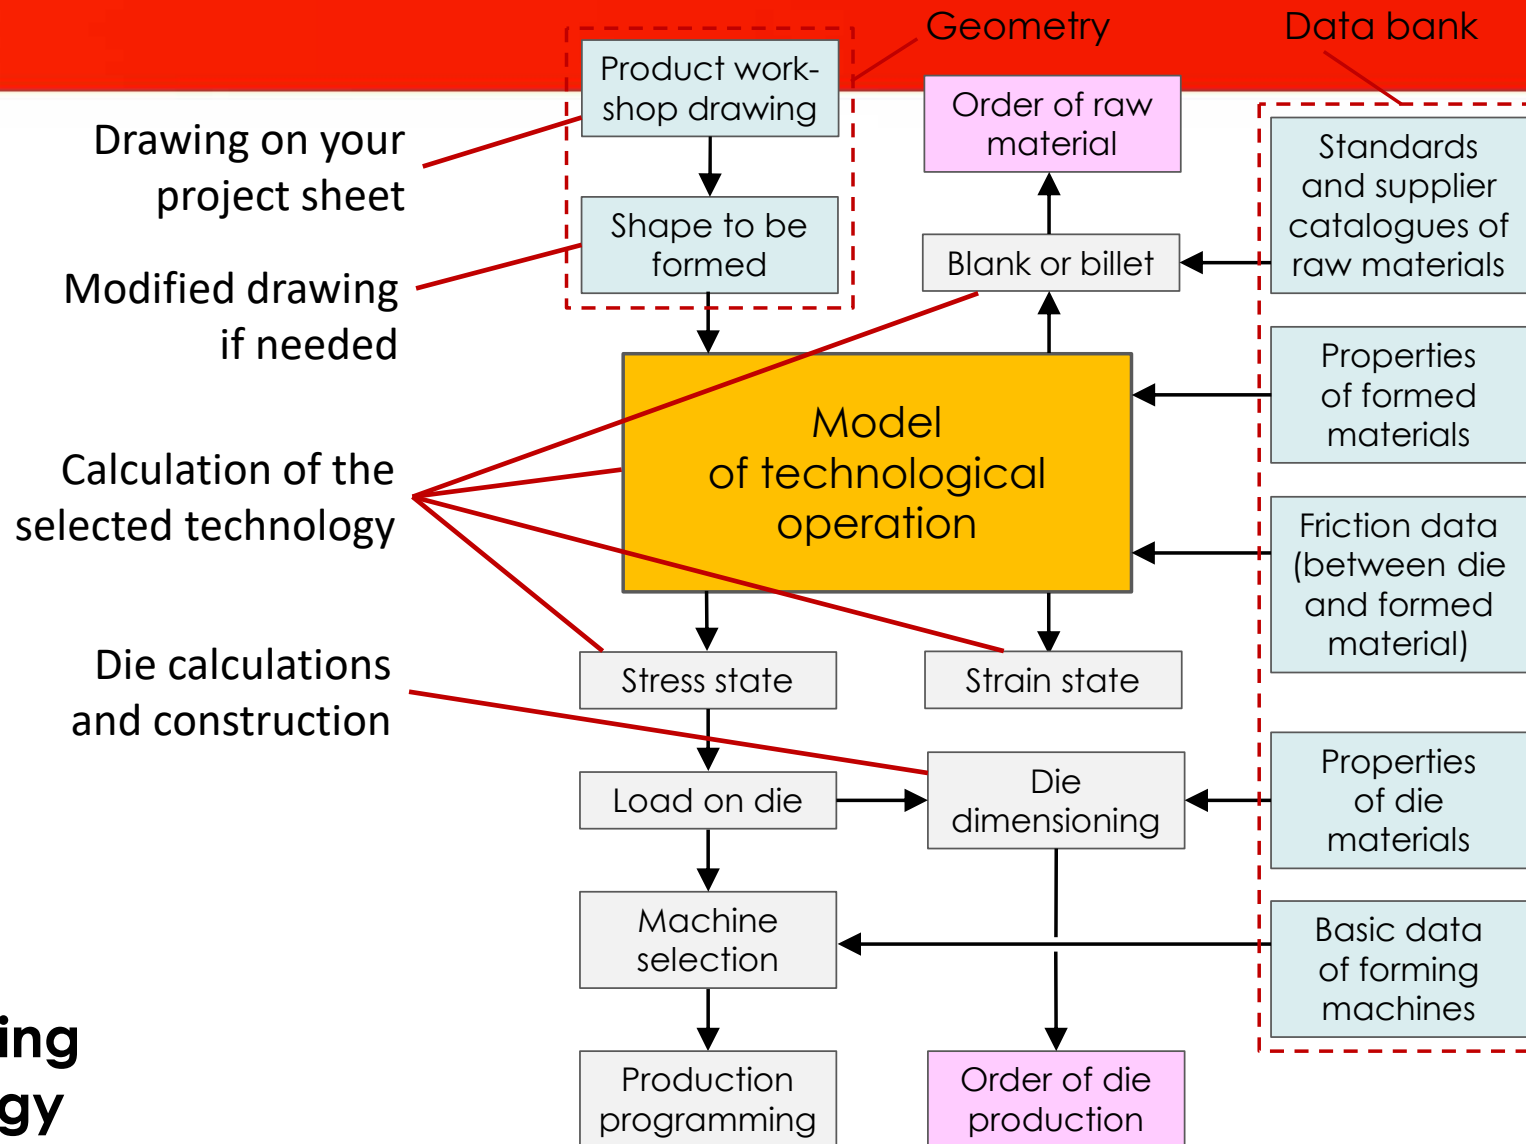 Geometry
Data bank
Product work-
shop drawing
Order of raw
material
Standards
and supplier
catalogues of
raw materials
Drawing on your
project sheet
Shape to be
formed
Blank or billet
Modified drawing
if needed
Properties
of formed
materials
Model
of technological
operation
Calculation of the
selected technology
Friction data
(between die
and formed
material)
Stress state
Strain state
Die calculations
and construction
Load on die
Die
dimensioning
Properties
of die
materials
Machine
selection
Basic data
of forming
machines
ing
gy
Production
programming
Order of die
production